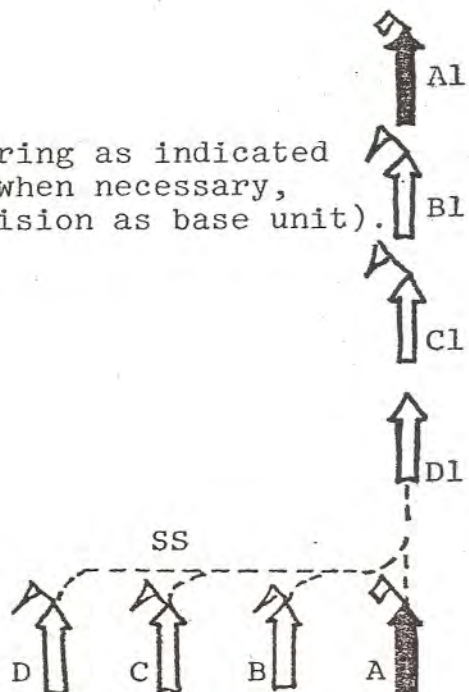 A1
ring as indicated
when necessary,
B1
ision as base unit).
C1
D1
SS
D C B A